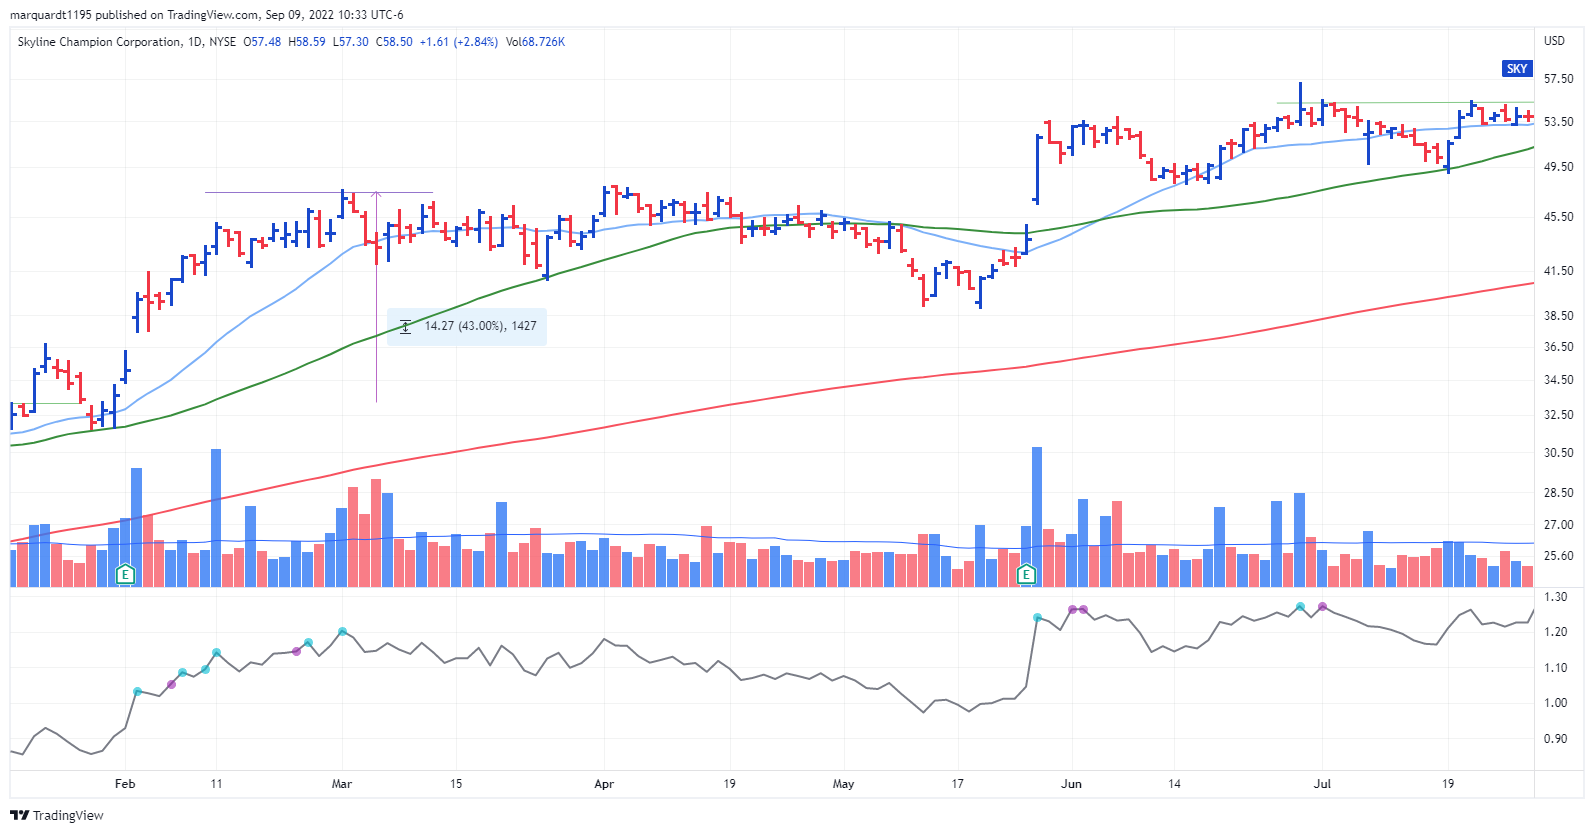 marquardt1195 published on TradingView.com, Sep 09, 2022 10:33 UTC-6
Skyline Champion Corporation, 1D, NYSE O57.48 H58.59 L57.30 C58.50 +1.61 (+2.84%) Vol68.726K
USD
SKY
57.50
53.50
49.50
45.50
41.50
38.50
36.50
34.50
32.50
30.50
28.50
27.00
25.60
14.27 (43.00%), 1427
E
E
1.30
1.20
1.10
1.00
0.90
Feb 11 Mar 15 Apr 19 May 17 Jun 14 Jul 19
TradingView